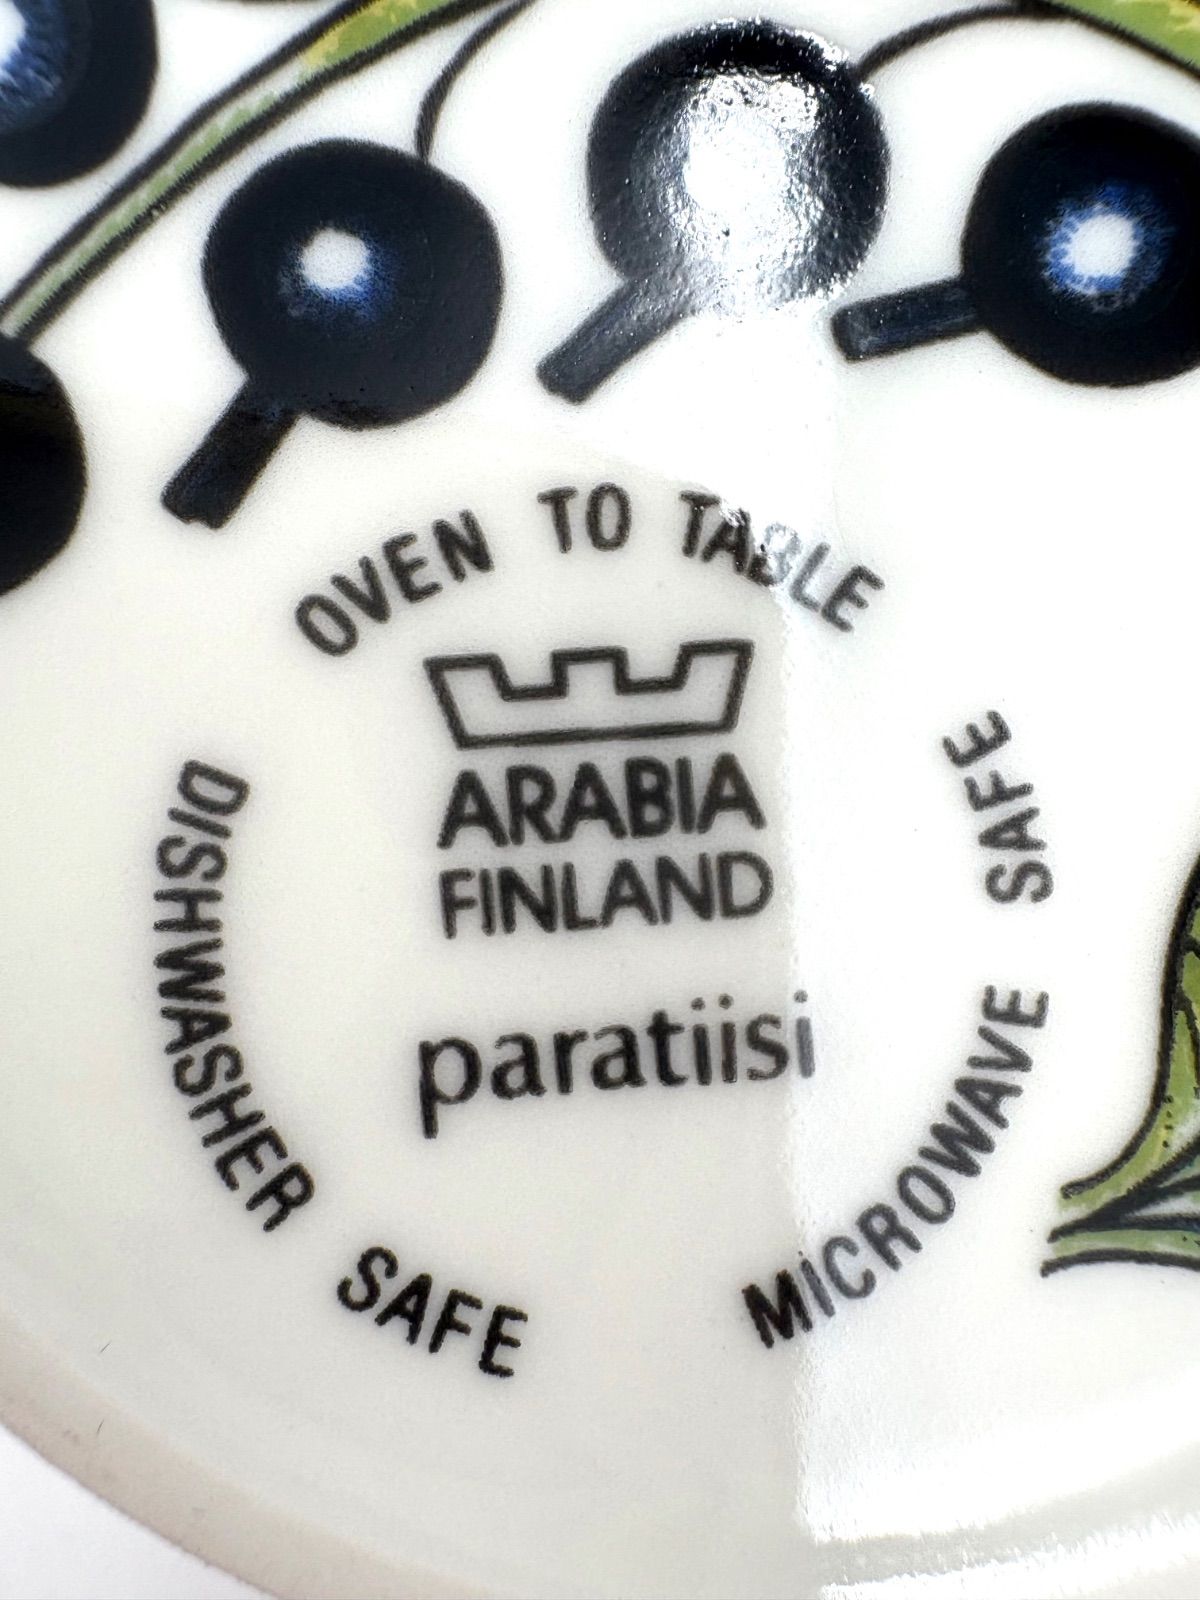 OVEN TO TABLE
ARABIA
FINLAND
paratiisi
DISHWASHER SAFE
MICROWAVE SAFE